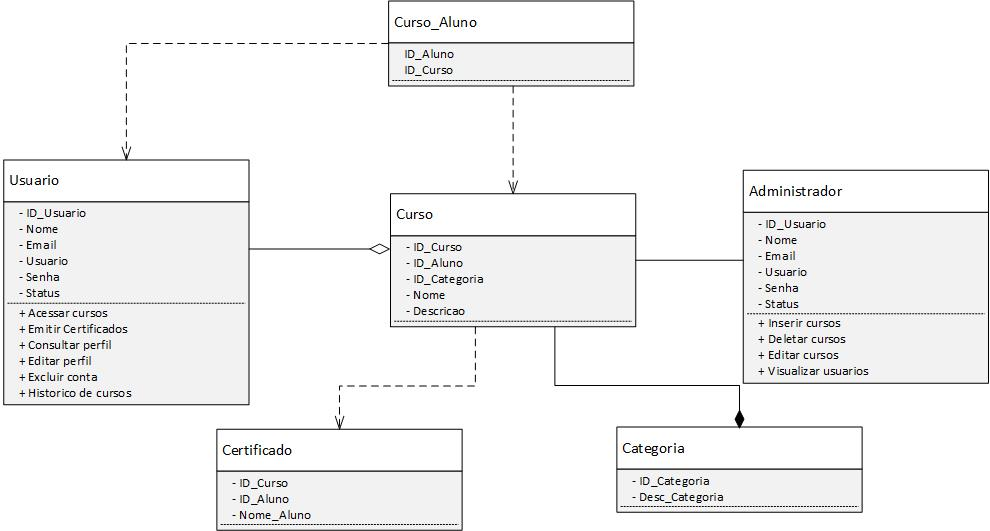 Curso_Aluno
ID_Aluno
ID_Curso
Usuario
- ID_Usuario
- Nome
- Email
- Usuario
- Senha
- Status
+ Acessar cursos
+ Emitir Certificados
+ Consultar perfil
+ Editar perfil
+ Excluir conta
+ Historico de cursos
Curso
- ID_Curso
- ID_Aluno
- ID_Categoria
- Nome
- Descricao
Administrador
- ID_Usuario
- Nome
- Email
- Usuario
- Senha
- Status
+ Inserir cursos
+ Deletar cursos
+ Editar cursos
+ Visualizar usuarios
Certificado
- ID_Curso
- ID_Aluno
- Nome_Aluno
Categoria
- ID_Categoria
- Desc_Categoria